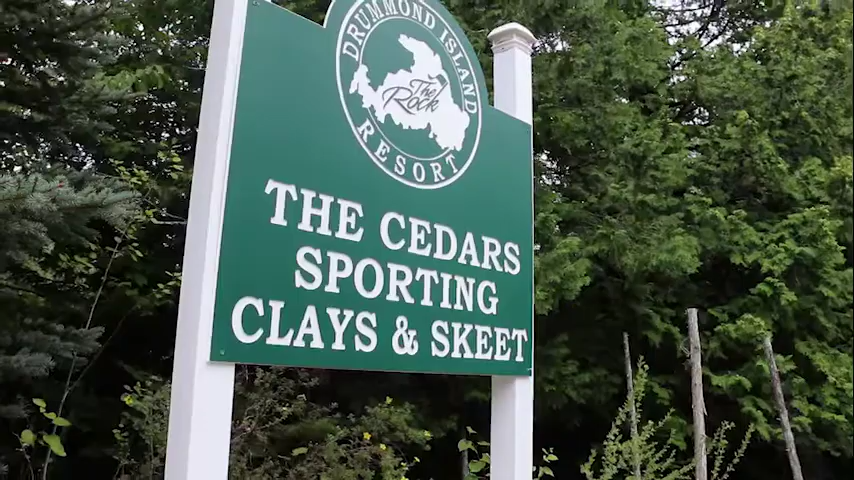 DRUMMOND ISLAND
The Rock
RESORT
THE CEDARS
SPORTING
CLAYS & SKEET